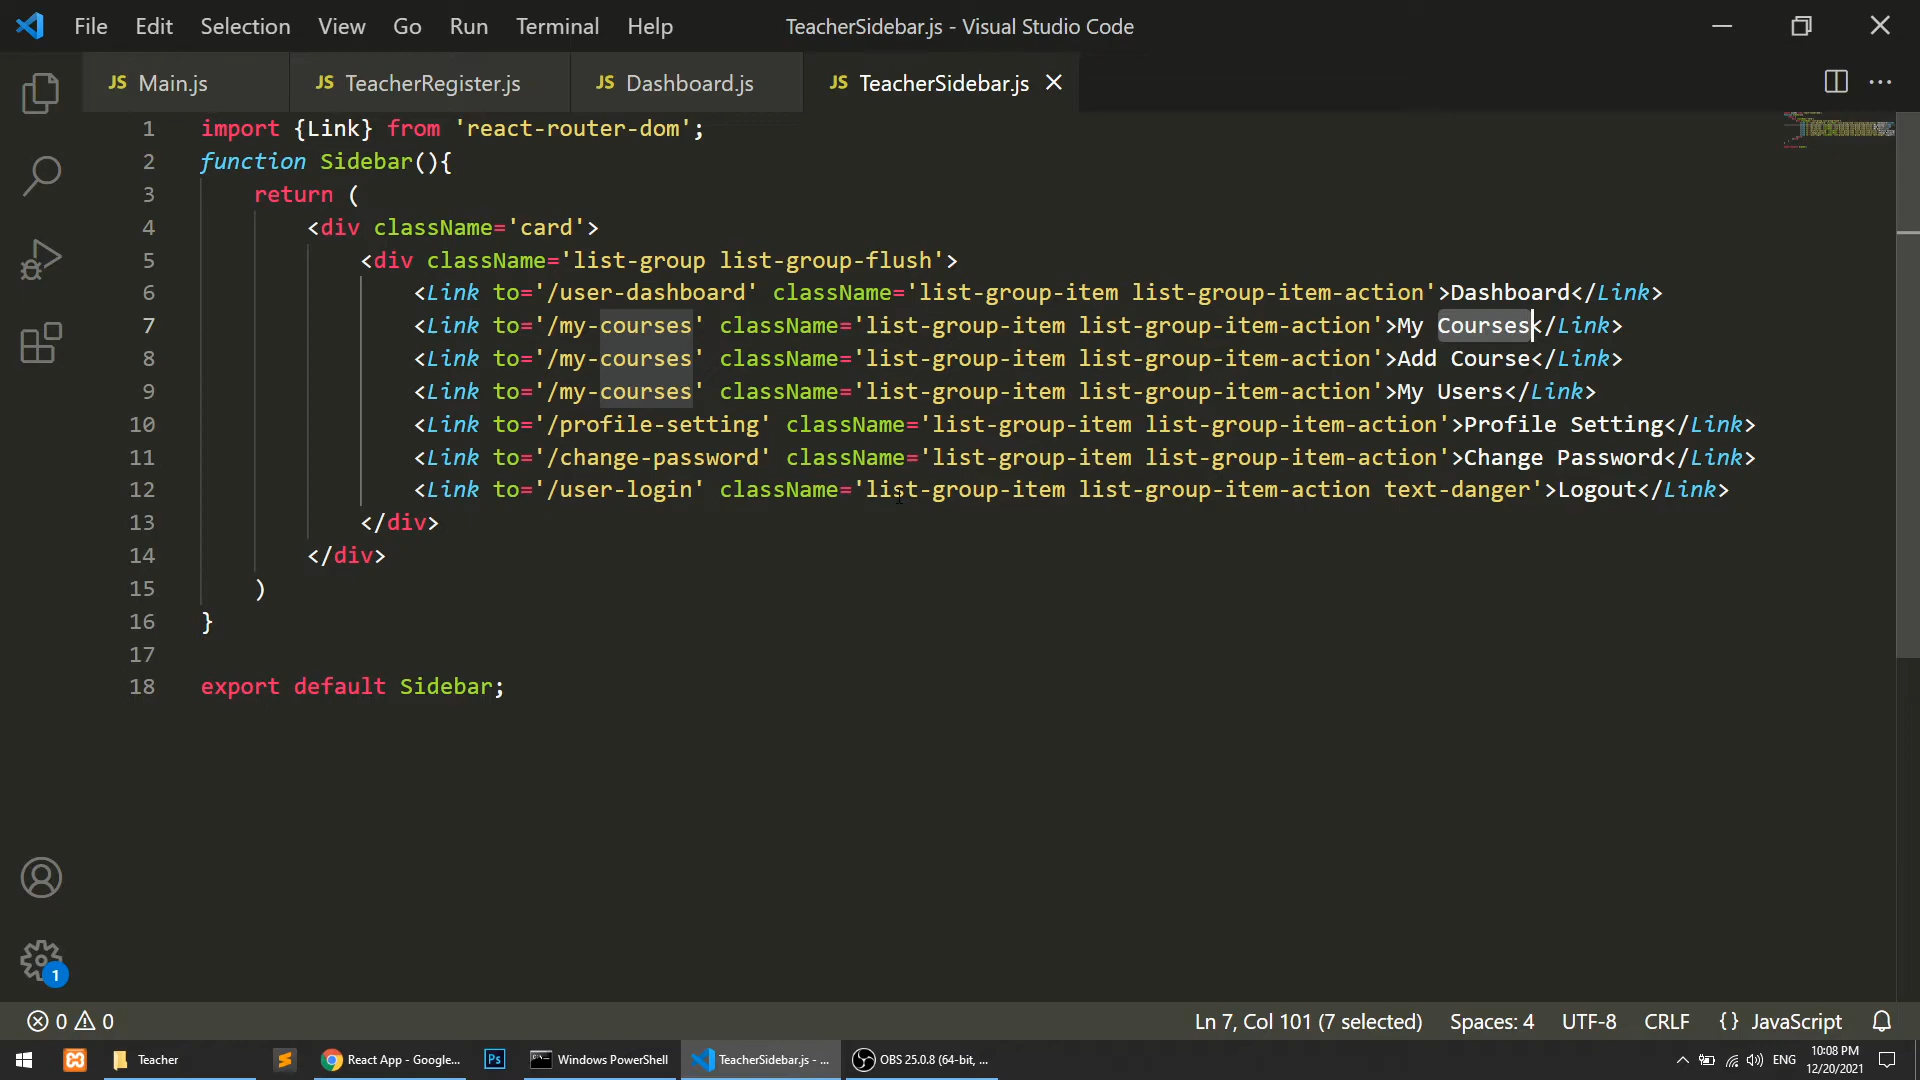 File Edit Selection View Go Run Terminal Help TeacherSidebar.js - Visual Studio Code
JS Main.js JS TeacherRegister.js JS Dashboard.js JS TeacherSidebar.js
1 import {Link} from 'react-router-dom';
2 function Sidebar(){
3 return (
4 <div className='card'>
5 <div className='list-group list-group-flush'>
6 <Link to='/user-dashboard' className='list-group-item list-group-item-action'>Dashboard</Link>
7 <Link to='/my-courses' className='list-group-item list-group-item-action'>My Courses</Link>
8 <Link to='/my-courses' className='list-group-item list-group-item-action'>Add Course</Link>
9 <Link to='/my-courses' className='list-group-item list-group-item-action'>My Users</Link>
10 <Link to='/profile-setting' className='list-group-item list-group-item-action'>Profile Setting</Link>
11 <Link to='/change-password' className='list-group-item list-group-item-action'>Change Password</Link>
12 <Link to='/user-login' className='list-group-item list-group-item-action text-danger'>Logout</Link>
13 </div>
14 </div>
15 )
16 }
17
18 export default Sidebar;
1
0 0 Ln 7, Col 101 (7 selected) Spaces: 4 UTF-8 CRLF {} JavaScript
Teacher React App - Google... Ps Windows PowerShell TeacherSidebar.js - ... OBS 25.0.8 (64-bit, ... ENG 10:08 PM
12/20/2021